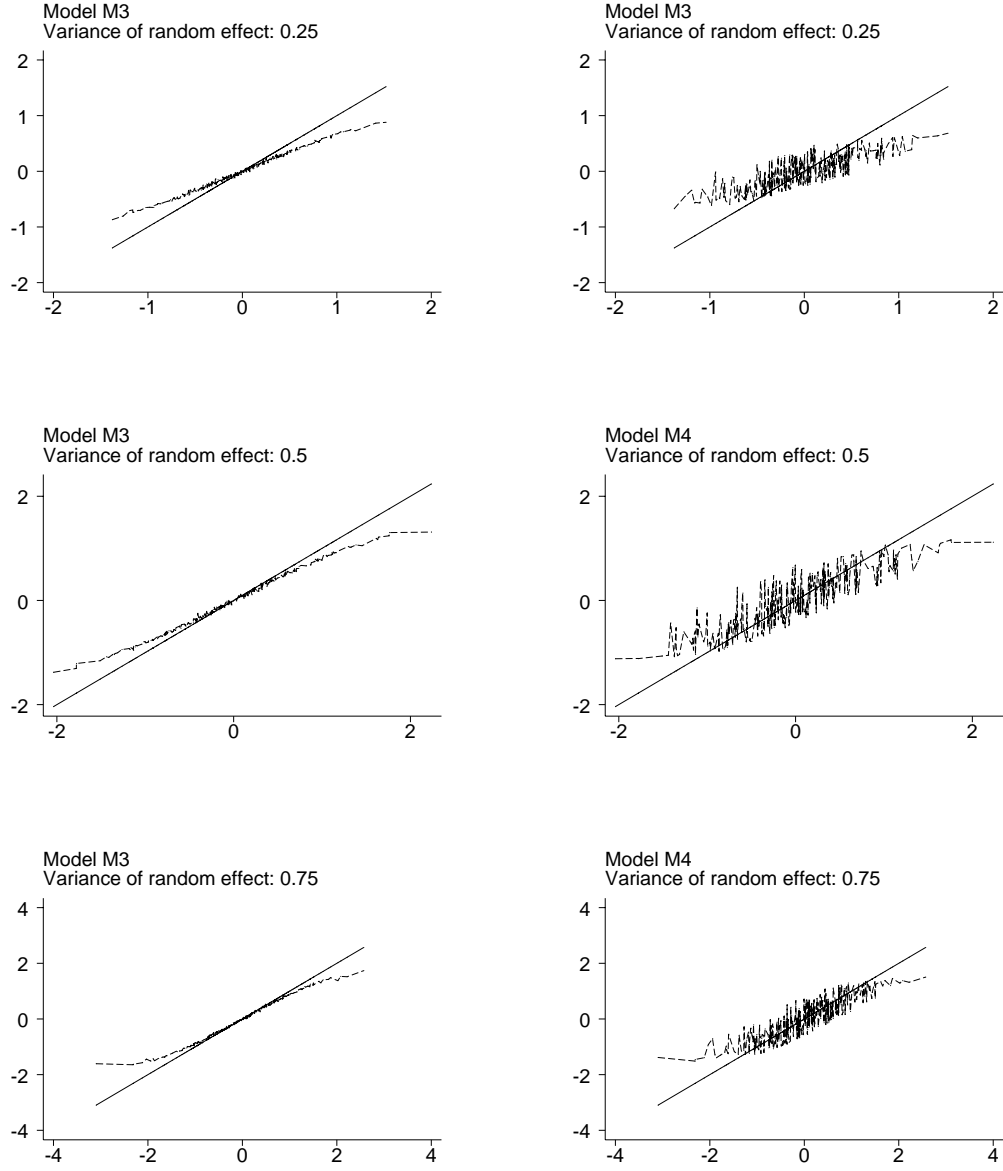 Model M3
Variance of random effect: 0.25
2
1
0
-1
-2
-2 -1 0 1 2
Model M3
Variance of random effect: 0.25
2
1
0
-1
-2
-2 -1 0 1 2
Model M3
Variance of random effect: 0.5
2
0
-2
-2 0 2
Model M4
Variance of random effect: 0.5
2
0
-2
-2 -1 0 1 2
Model M3
Variance of random effect: 0.75
4
2
0
-2
-4
-4 -2 0 2 4
Model M4
Variance of random effect: 0.75
4
2
0
-2
-4
-4 -2 0 2 4